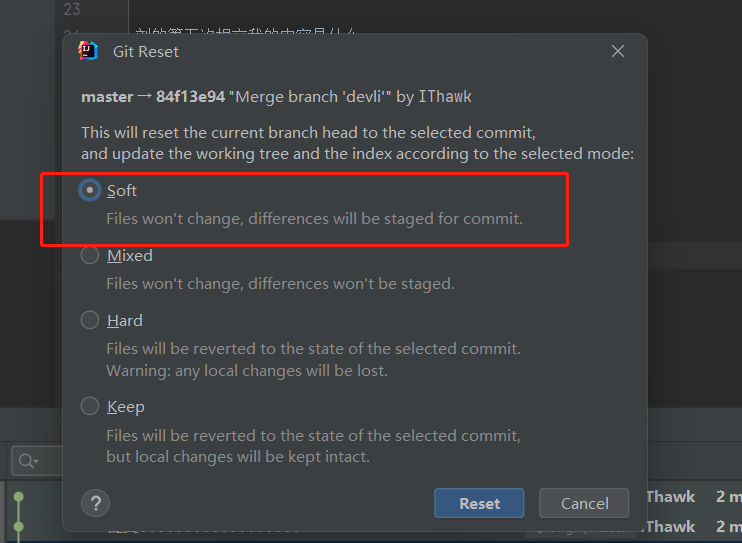 23
Git Reset
master → 84f13e94 "Merge branch 'devli'" by IThawk
This will reset the current branch head to the selected commit,
and update the working tree and the index according to the selected mode:
Soft
Files won't change, differences will be staged for commit.
Mixed
Files won't change, differences won't be staged.
Hard
Files will be reverted to the state of the selected commit.
Warning: any local changes will be lost.
Keep
Files will be reverted to the state of the selected commit,
but local changes will be kept intact.
?
Reset
Cancel
Thawk 2 m
Thawk 2 m